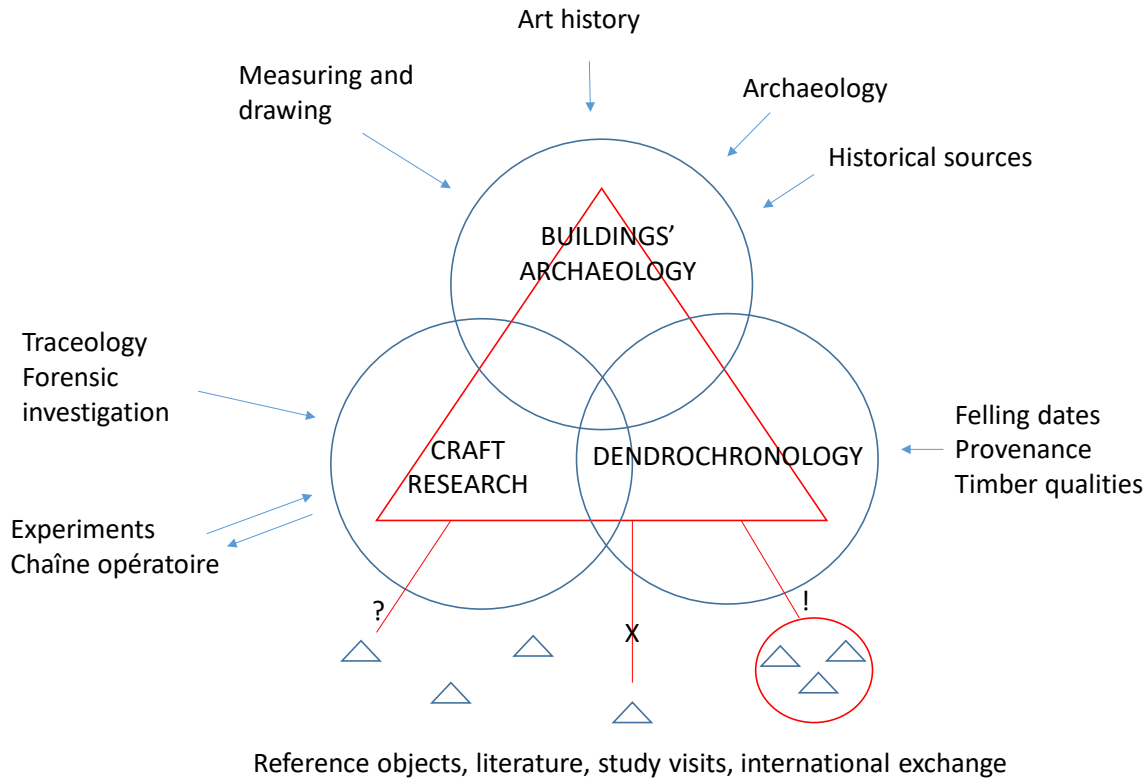 Art history
Measuring and
drawing
Archaeology
Historical sources
BUILDINGS’
ARCHAEOLOGY
Traceology
Forensic
investigation
CRAFT
RESEARCH
DENDROCHRONOLOGY
Felling dates
Provenance
Timber qualities
Experiments
Chaîne opératoire
?
X
!
Reference objects, literature, study visits, international exchange